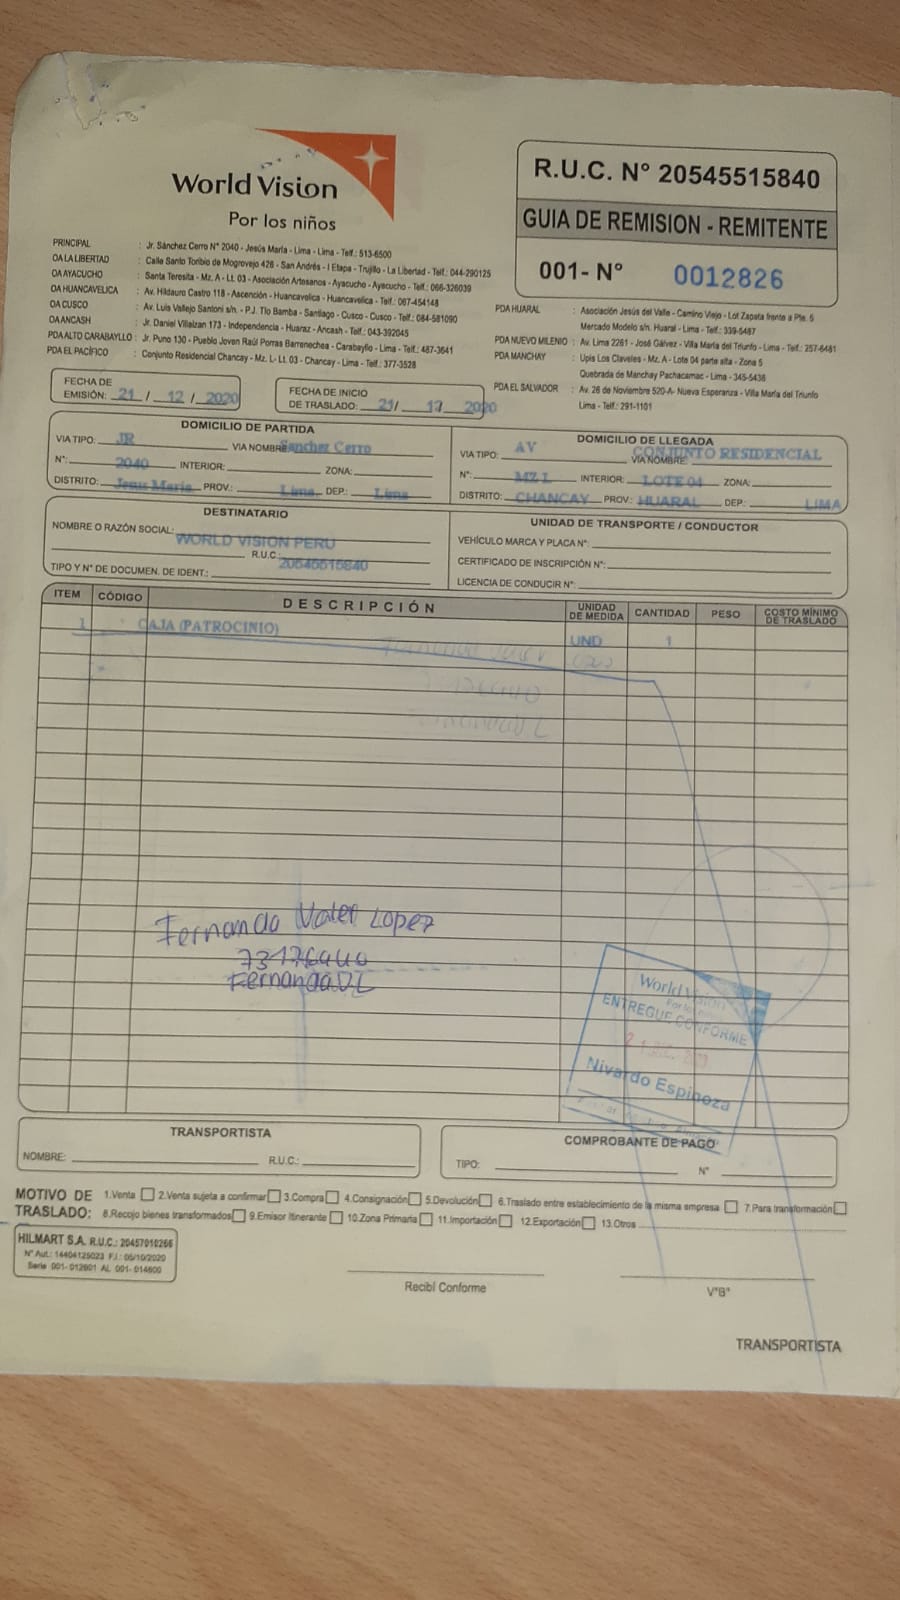 World Vision
Por los niños
R.U.C. N° 20545515840
GUIA DE REMISION - REMITENTE
001- N° 0012826
PRINCIPAL : Jr. Sánchez Cerro N° 2040 - Jesús María - Lima - Lima - Telf.: 513-6500
OA LA LIBERTAD : Calle Santo Toribio de Mogrovejo 426 - San Andrés - I Etapa - Trujillo - La Libertad - Telf.: 044-290125
OA AYACUCHO : Santa Teresita - Mz. A - Lt. 03 - Asociación Artesanos - Ayacucho - Ayacucho - Telf.: 066-326039
OA HUANCAVELICA : Av. Hildauro Castro 118 - Ascención - Huancavelica - Huancavelica - Telf.: 067-454148
OA CUSCO : Av. Luis Vallejo Santoni s/n. - P.J. Tío Bamba - Santiago - Cusco - Cusco - Telf.: 084-581090
OA ANCASH : Jr. Daniel Villaizan 173 - Independencia - Huaraz - Ancash - Telf.: 043-392045
PDA ALTO CARABAYLLO : Jr. Puno 130 - Pueblo Joven Raúl Porras Barrenechea - Carabayllo - Lima - Telf.: 487-3641
PDA EL PACÍFICO : Conjunto Residencial Chancay - Mz. L- Lt. 03 - Chancay - Lima - Telf.: 377-3528
PDA HUARAL : Asociación Jesús del Valle - Camino Viejo - Lot Zapata frente a Pte. 5
Mercado Modelo s/n. Huaral - Lima - Telf.: 339-5487
PDA NUEVO MILENIO : Av. Lima 2261 - José Gálvez - Villa María del Triunfo - Lima - Telf.: 257-6481
PDA MANCHAY : Upis Los Claveles - Mz. A - Lote 04 parte alta - Zona 5
Quebrada de Manchay Pachacamac - Lima - 345-5436
PDA EL SALVADOR : Av. 26 de Noviembre 520-A- Nueva Esperanza - Villa María del Triunfo
Lima - Telf.: 291-1101
FECHA DE
EMISIÓN: 21 / 12 / 2020
FECHA DE INICIO
DE TRASLADO: 21/ 12 2020
DOMICILIO DE PARTIDA
VIA TIPO: JR VIA NOMBRE: Sanchez Cerro
N°: 2040 INTERIOR: ZONA:
DISTRITO: Jesus Maria PROV.: Lima DEP.: Lima
DOMICILIO DE LLEGADA
VIA TIPO: AV VIA NOMBRE: CONJUNTO RESIDENCIAL
N°: MZ L INTERIOR: LOTE 04 ZONA:
DISTRITO: CHANCAY PROV: HUARAL DEP: LIMA
DESTINATARIO
NOMBRE O RAZÓN SOCIAL: WORLD VISION PERU
R.U.C.: 20545515840
TIPO Y N° DE DOCUMEN. DE IDENT.:
UNIDAD DE TRANSPORTE / CONDUCTOR
VEHÍCULO MARCA Y PLACA N°:
CERTIFICADO DE INSCRIPCIÓN N°:
LICENCIA DE CONDUCIR N°:
ITEM CÓDIGO DESCRIPCIÓN UNIDAD DE MEDIDA CANTIDAD PESO COSTO MÍNIMO DE TRASLADO
1 CAJA (PATROCINIO) UND 1
Fernanda Lopez
Fernanda
World Vision
Por los niños
ENTREGUE CONFORME
Nivardo Espinoza
TRANSPORTISTA
NOMBRE: R.U.C.:
COMPROBANTE DE PAGO
TIPO: N°
MOTIVO DE TRASLADO: 1.Venta 2.Venta sujeta a confirmar 3.Compra 4.Consignación 5.Devolución 6.Traslado entre establecimiento de la misma empresa 7.Para transformación
8.Recojo bienes transformados 9.Emisor Itinerante 10.Zona Primaria 11.Importación 12.Exportación 13.Otros
HILMART S.A. R.U.C.: 20457010266
N° Aut.: 14404125023 F.I.: 05/10/2020
Serie 001- 012601 AL 001- 014600
Recibí Conforme
V°B°
TRANSPORTISTA